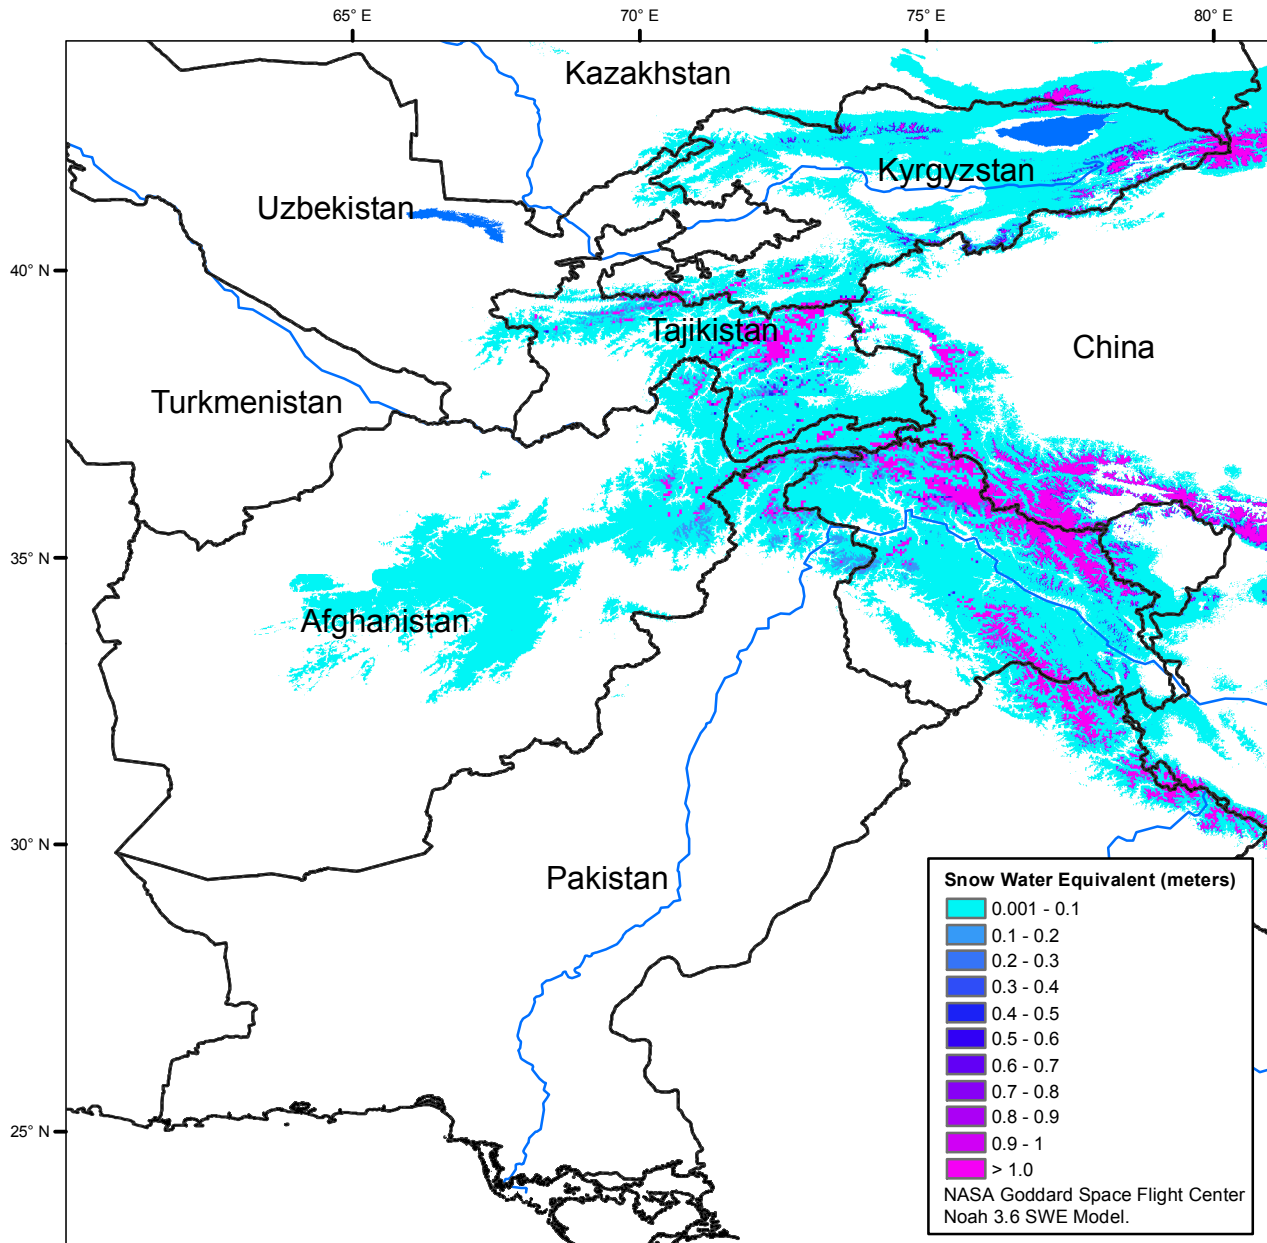 65° E
70° E
75° E
80° E
Kazakhstan
Kyrgyzstan
Uzbekistan
40° N
Tajikistan
China
Turkmenistan
35° N
Afghanistan
30° N
Pakistan
25° N
Snow Water Equivalent (meters)
0.001 - 0.1
0.1 - 0.2
0.2 - 0.3
0.3 - 0.4
0.4 - 0.5
0.5 - 0.6
0.6 - 0.7
0.7 - 0.8
0.8 - 0.9
0.9 - 1
> 1.0
NASA Goddard Space Flight Center
Noah 3.6 SWE Model.